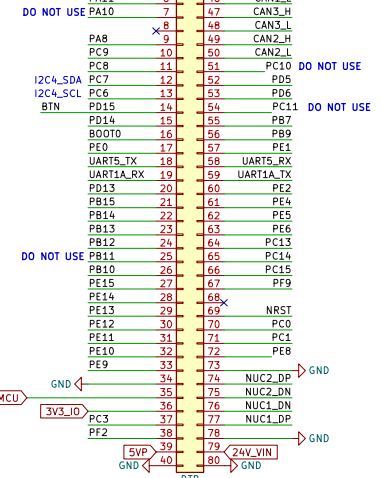 DO NOT USE PA10 7 47 CAN3_H
8 48 CAN3_L
PA8 9 49 CAN2_H
PC9 10 50 CAN2_L
PC8 11 51 PC10 DO NOT USE
I2C4_SDA PC7 12 52 PD5
I2C4_SCL PC6 13 53 PD6
BTN PD15 14 54 PC11 DO NOT USE
PD14 15 55 PB7
BOOT0 16 56 PB9
PE0 17 57 PE1
UART5_TX 18 58 UART5_RX
UART1A_RX 19 59 UART1A_TX
PD13 20 60 PE2
PB15 21 61 PE4
PB14 22 62 PE5
PB13 23 63 PE6
PB12 24 64 PC13
DO NOT USE PB11 25 65 PC14
PB10 26 66 PC15
PE15 27 67 PF9
PE14 28 68
PE13 29 69 NRST
PE12 30 70 PC0
PE11 31 71 PC1
PE10 32 72 PE8
PE9 33 73 GND
GND 34 74 NUC2_DP
MCU 35 75 NUC2_DN
3V3_IO 36 76 NUC1_DN
PC3 37 77 NUC1_DP
PF2 38 78 GND
5VP 39 79 24V_VIN
GND 40 80 GND